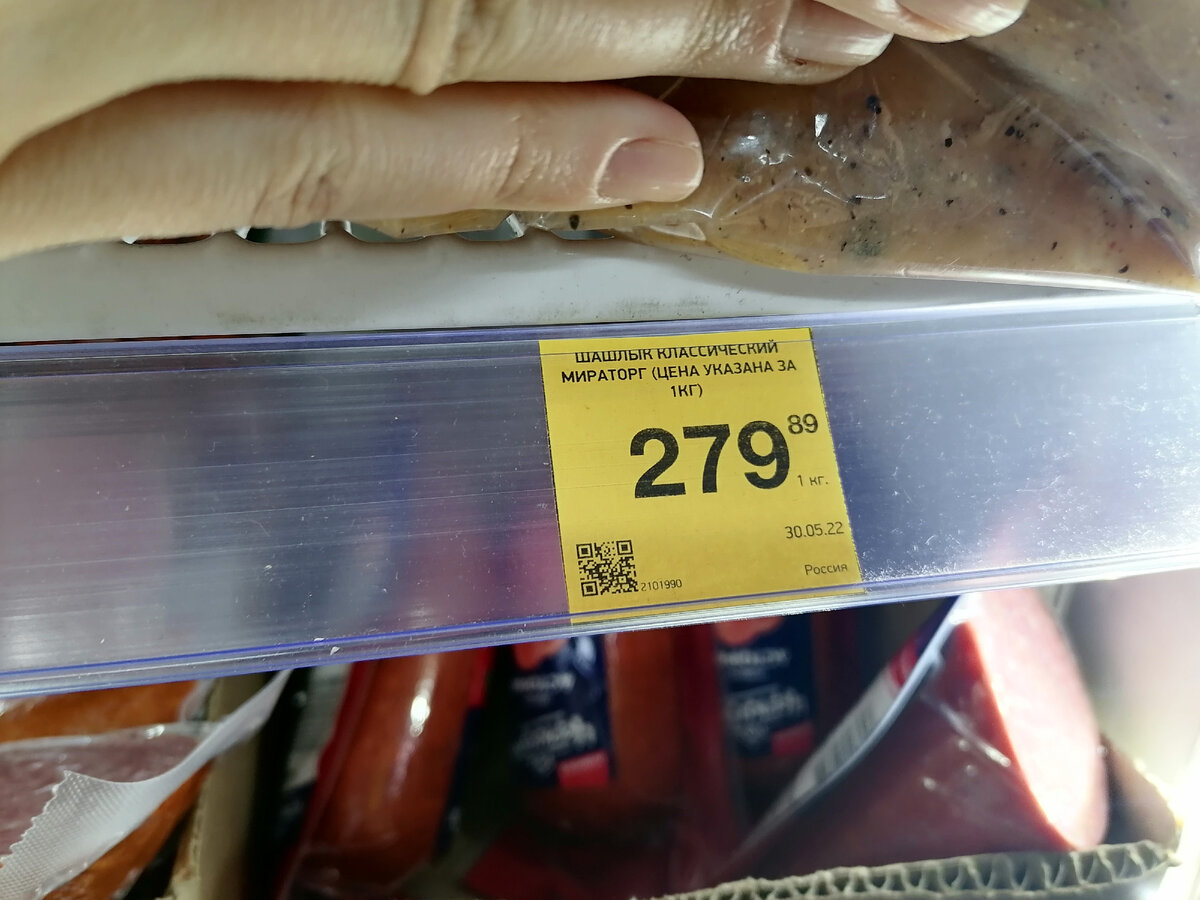 ШАШЛЫК КЛАССИЧЕСКИЙ
МИРАТОРГ (ЦЕНА УКАЗАНА ЗА
1КГ)
279 89
1 кг.
30.05.22
Россия
2101990